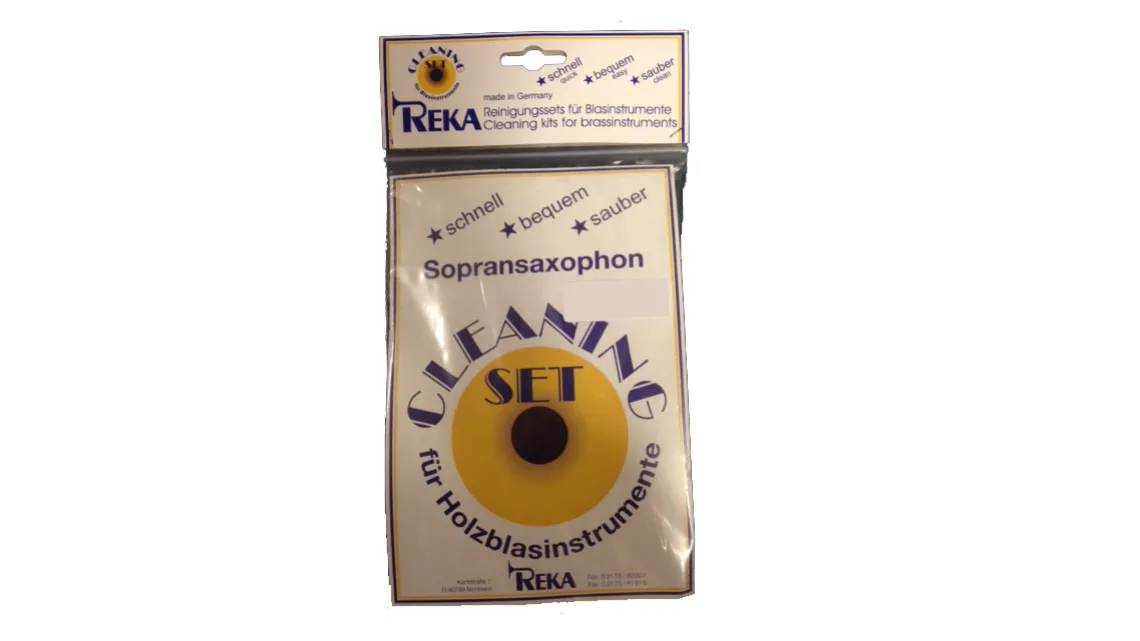 CLEANING
SET
für Blasinstrumente
schnell
quick
bequem
easy
sauber
clean
made in Germany
REKA
Reinigungssets für Blasinstrumente
Cleaning kits for brassinstruments
schnell
bequem
sauber
Sopransaxophon
CLEANING
SET
für Holzblasinstrumente
REKA